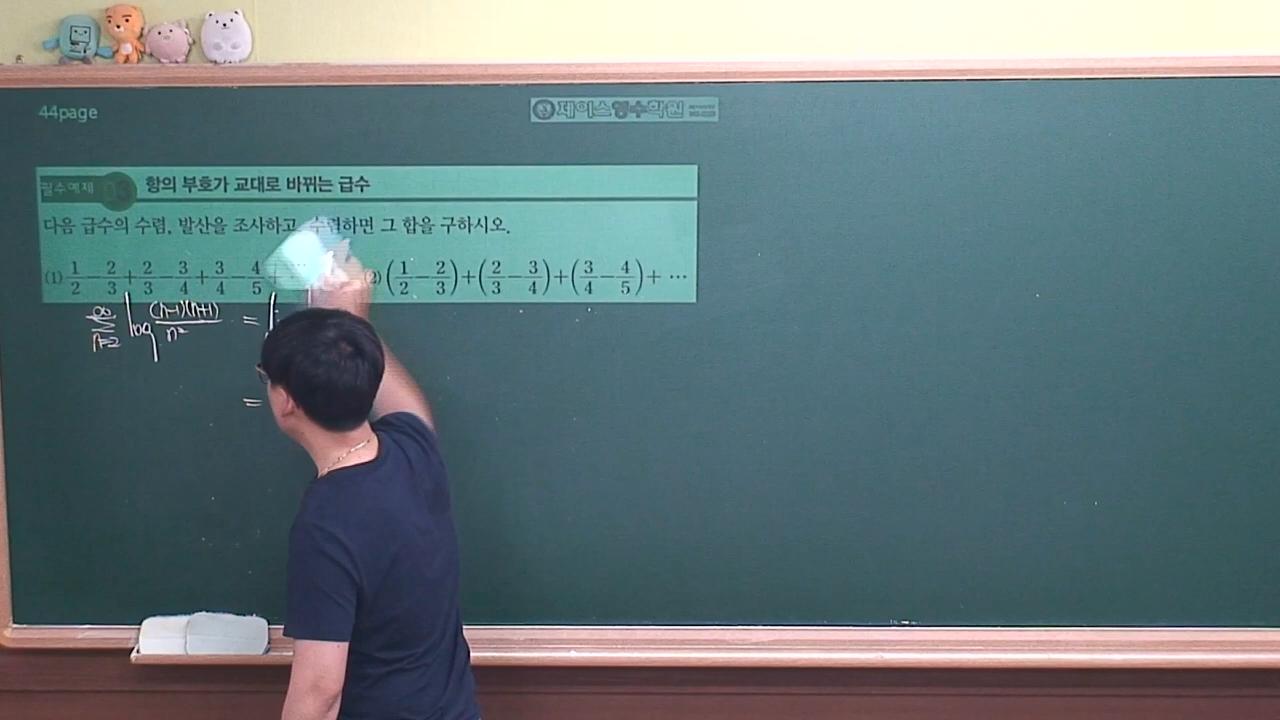 44page
제이스영수학원
필수예제 03 항의 부호가 교대로 바뀌는 급수
다음 급수의 수렴, 발산을 조사하고, 수렴하면 그 합을 구하시오.
(1) 1/2 − 2/3 + 2/3 − 3/4 + 3/4 − 4/5 (2) (1/2 − 2/3) + (2/3 − 3/4) + (3/4 − 4/5) + ⋯
∞ Σ n=2 log (n-1)(n+1)/n² =
=